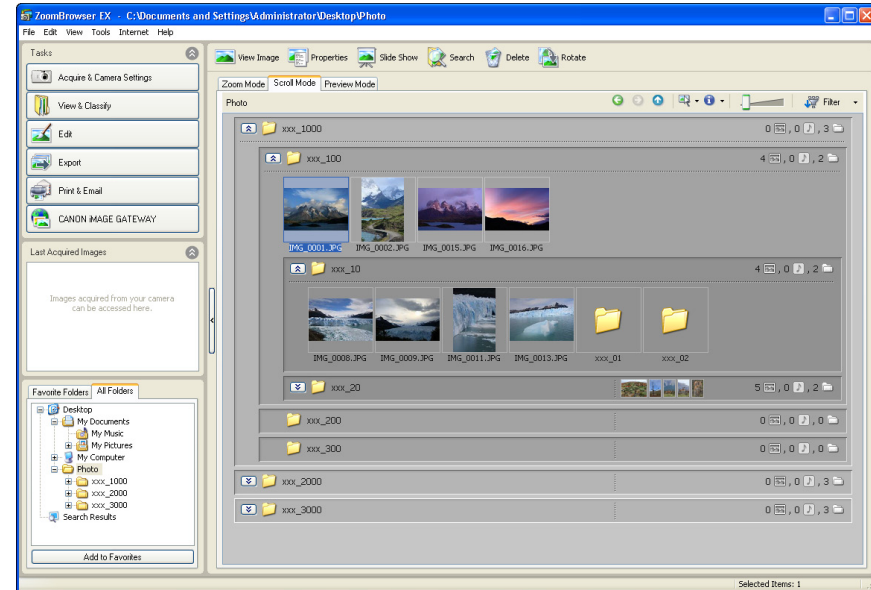 ZoomBrowser EX - C:\Documents and Settings\Administrator\Desktop\Photo
File Edit View Tools Internet Help
Tasks
Acquire & Camera Settings
View & Classify
Edit
Export
Print & Email
CANON iMAGE GATEWAY
Last Acquired Images
Images acquired from your camera
can be accessed here.
Favorite Folders All Folders
Desktop
My Documents
My Music
My Pictures
My Computer
Photo
xxx_1000
xxx_2000
xxx_3000
Search Results
Add to Favorites
View Image Properties Slide Show Search Delete Rotate
Zoom Mode Scroll Mode Preview Mode
Photo Filter
xxx_1000 0 , 0 , 3
xxx_100 4 , 0 , 2
IMG_0001.JPG IMG_0002.JPG IMG_0015.JPG IMG_0016.JPG
xxx_10 4 , 0 , 2
IMG_0008.JPG IMG_0009.JPG IMG_0011.JPG IMG_0013.JPG xxx_01 xxx_02
xxx_20 5 , 0 , 2
xxx_200 0 , 0 , 0
xxx_300 0 , 0 , 0
xxx_2000 0 , 0 , 3
xxx_3000 0 , 0 , 3
Selected Items: 1